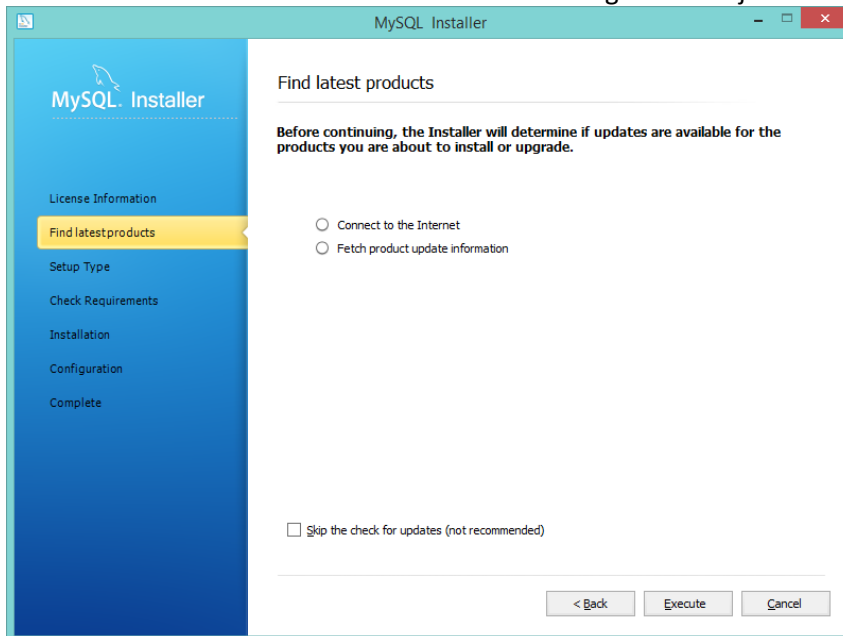 MySQL Installer
MySQL. Installer
Find latest products
Before continuing, the Installer will determine if updates are available for the
products you are about to install or upgrade.
License Information
Find latest products
Setup Type
Check Requirements
Installation
Configuration
Complete
Connect to the Internet
Fetch product update information
Skip the check for updates (not recommended)
< Back
Execute
Cancel